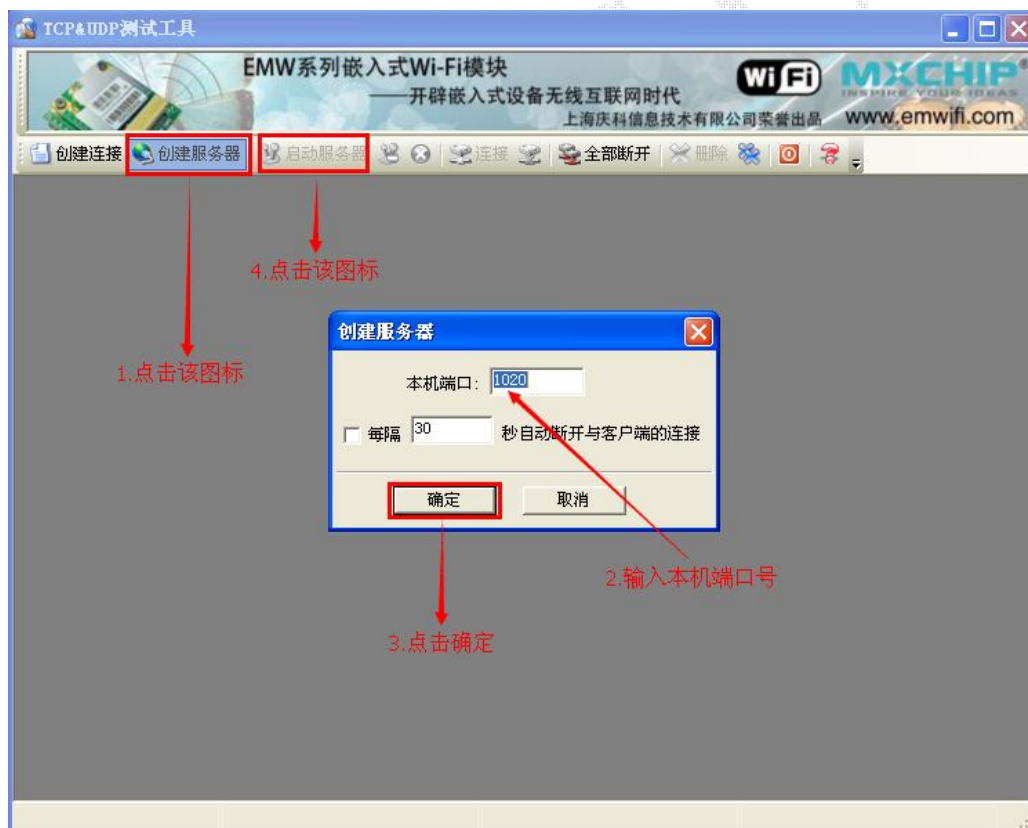 TCP&UDP测试工具
EMW系列嵌入式Wi-Fi模块
——开辟嵌入式设备无线互联网时代
上海庆科信息技术有限公司荣誉出品
Wi Fi
MXCHIP®
INSPIRE YOUR IDEAS
www.emwifi.com
创建连接 创建服务器 启动服务器 连接 全部断开 删除
4.点击该图标
1.点击该图标
创建服务器
本机端口: 1020
每隔 30 秒自动断开与客户端的连接
确定 取消
2.输入本机端口号
3.点击确定